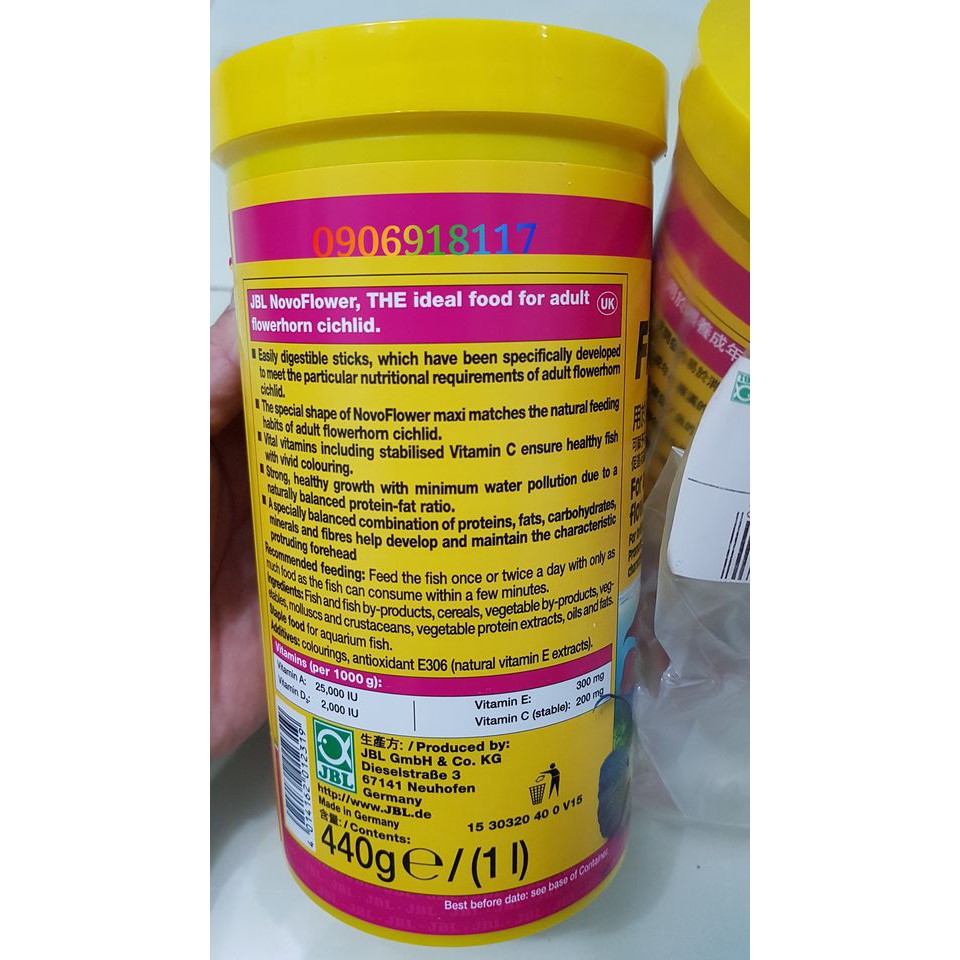 0906918117
JBL NovoFlower, THE ideal food for adult
flowerhorn cichlid.
UK
Easily digestible sticks, which have been specifically developed
to meet the particular nutritional requirements of adult flowerhorn
cichlid.
The special shape of NovoFlower maxi matches the natural feeding
habits of adult flowerhorn cichlid.
Vital vitamins including stabilised Vitamin C ensure healthy fish
with vivid colouring.
Strong, healthy growth with minimum water pollution due to a
naturally balanced protein-fat ratio.
A specially balanced combination of proteins, fats, carbohydrates,
minerals and fibres help develop and maintain the characteristic
protruding forehead
Recommended feeding: Feed the fish once or twice a day with only as
much food as the fish can consume within a few minutes.
Ingredients: Fish and fish by-products, cereals, vegetable by-products, veg-
etables, molluscs and crustaceans, vegetable protein extracts, oils and fats.
Staple food for aquarium fish.
Additives: colourings, antioxidant E306 (natural vitamin E extracts).
Vitamins (per 1000 g):
Vitamin A: 25,000 IU
Vitamin D3: 2,000 IU
Vitamin E: 300 mg
Vitamin C (stable): 200 mg
JBL
生產方: / Produced by:
JBL GmbH & Co. KG
Dieselstraße 3
67141 Neuhofen
Germany
http://www.JBL.de
Made in Germany
含量: / Contents:
440g e / (1 l)
15 30320 40 0 V15
Best before date: see base of Container
4 014162 012319